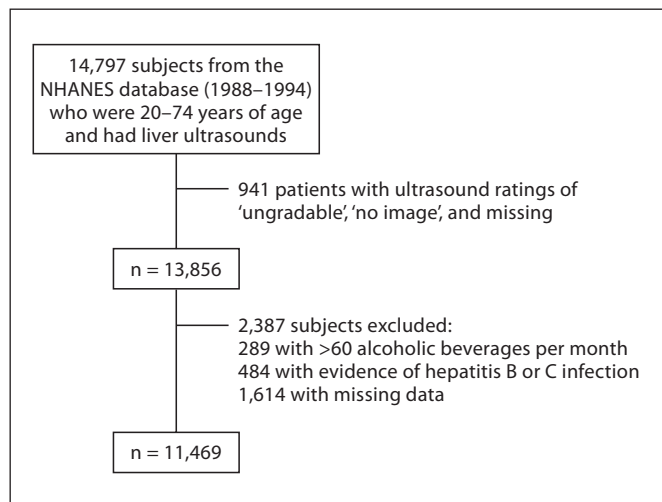 14,797 subjects from the
NHANES database (1988–1994)
who were 20–74 years of age
and had liver ultrasounds
941 patients with ultrasound ratings of
‘ungradable’, ‘no image’, and missing
n = 13,856
2,387 subjects excluded:
289 with >60 alcoholic beverages per month
484 with evidence of hepatitis B or C infection
1,614 with missing data
n = 11,469